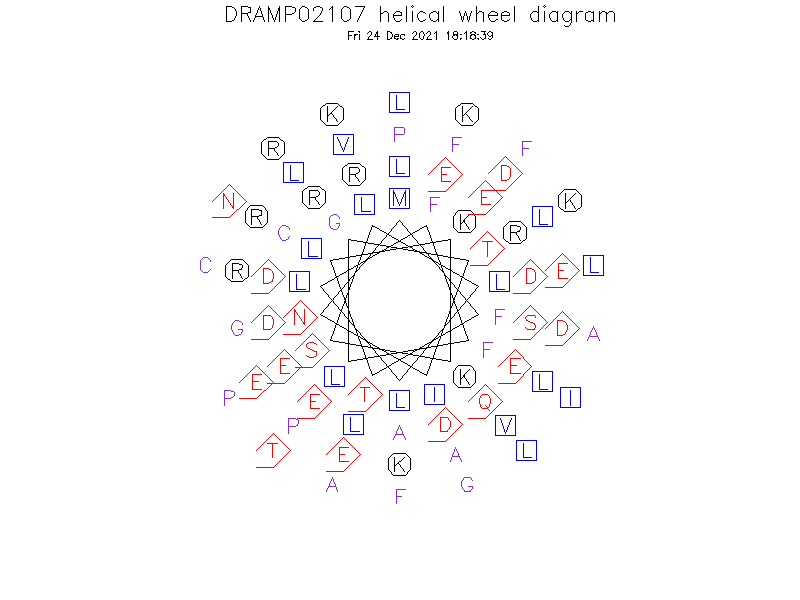 DRAMP02107 helical wheel diagram
Fri 24 Dec 2021 18:18:39
L
K K
P
V F
R F
L
L R E D
N R M E K
L F
R L
G K
C R
L T
C L
R E
D D
L L
N F
D S
G D
A
S F
E E
L K
E L
P T I I
E L Q
P L D V
A
T L
E A
K
A G
F